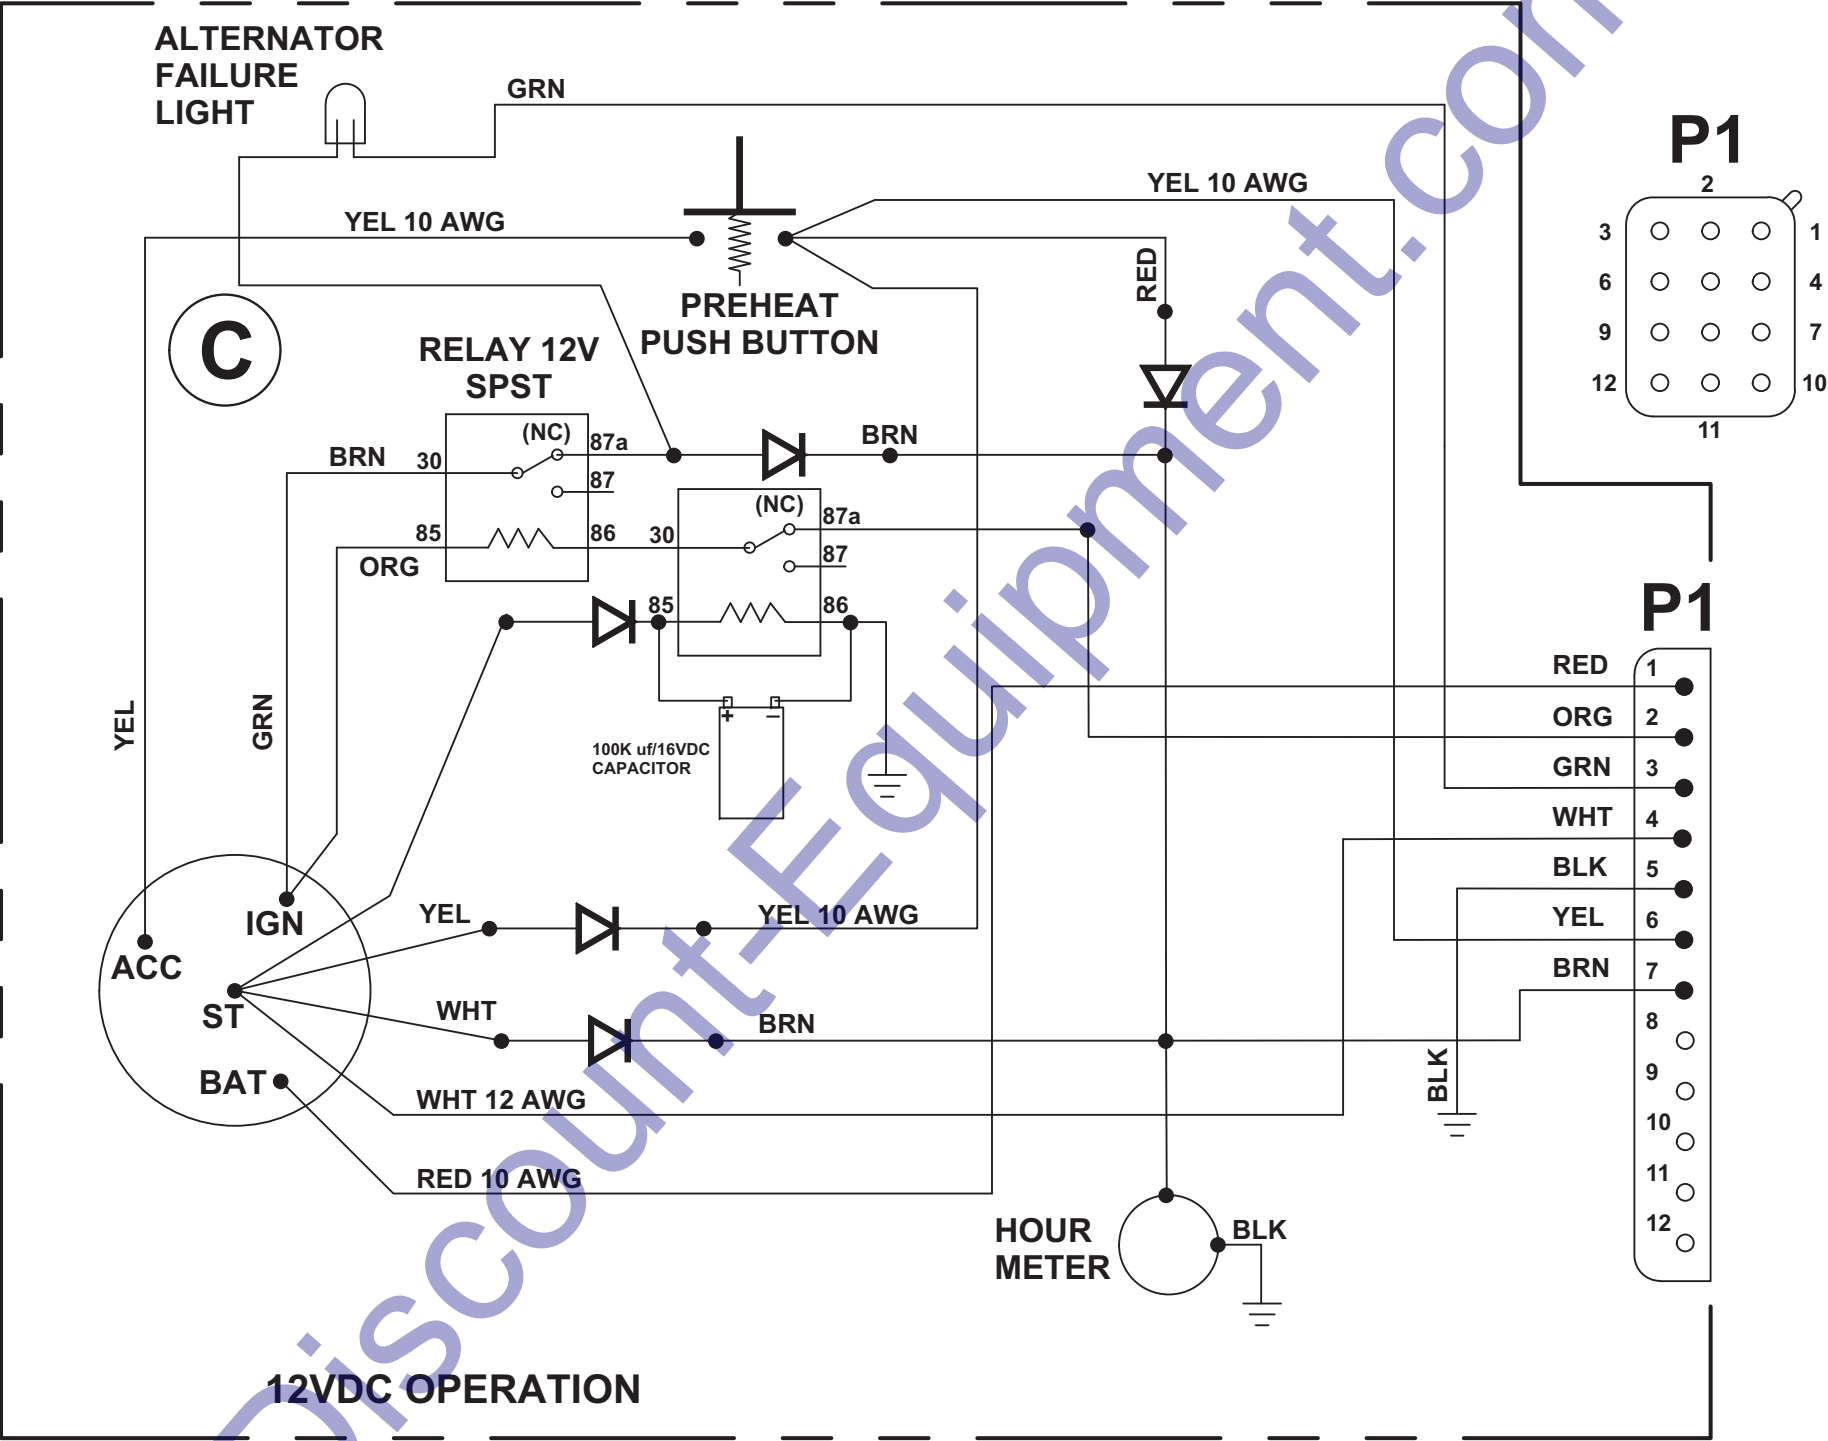 ALTERNATOR
FAILURE
LIGHT
GRN
P1
2
3 1
6 4
9 7
12 10
11
YEL 10 AWG
YEL 10 AWG
RED
PREHEAT
PUSH BUTTON
C
RELAY 12V
SPST
(NC)
87a
BRN
30
87
BRN
85
86
ORG
(NC)
87a
30
87
85
86
100K uf/16VDC
CAPACITOR
+ –
YEL
GRN
P1
RED 1
ORG 2
GRN 3
WHT 4
BLK 5
YEL 6
BRN 7
8
9
10
11
12
IGN
ACC
ST
BAT
YEL
YEL 10 AWG
WHT
BRN
WHT 12 AWG
RED 10 AWG
BLK
HOUR
METER
BLK
12VDC OPERATION
Discount-Equipment.com